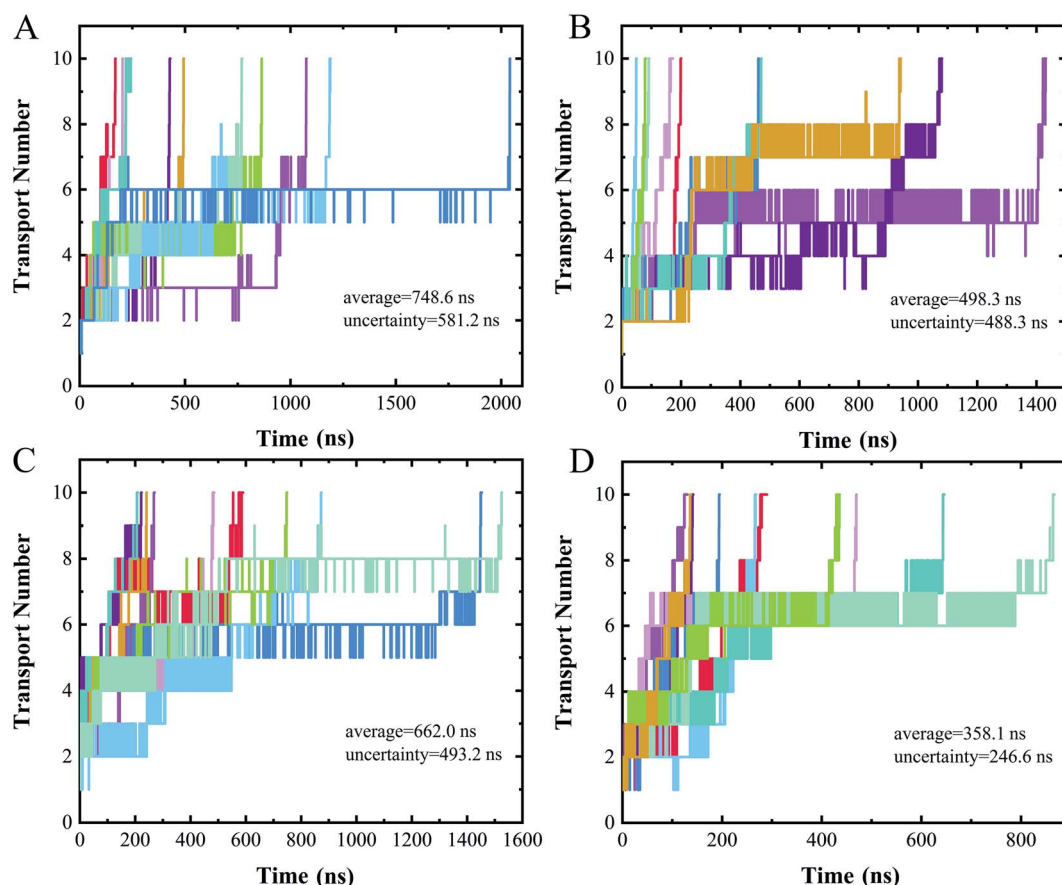 A
Transport Number
10
8
6
4
2
0
average=748.6 ns
uncertainty=581.2 ns
0 500 1000 1500 2000
Time (ns)
B
Transport Number
10
8
6
4
2
0
average=498.3 ns
uncertainty=488.3 ns
0 200 400 600 800 1000 1200 1400
Time (ns)
C
Transport Number
10
8
6
4
2
0
average=662.0 ns
uncertainty=493.2 ns
0 200 400 600 800 1000 1200 1400 1600
Time (ns)
D
Transport Number
10
8
6
4
2
0
average=358.1 ns
uncertainty=246.6 ns
0 200 400 600 800
Time (ns)